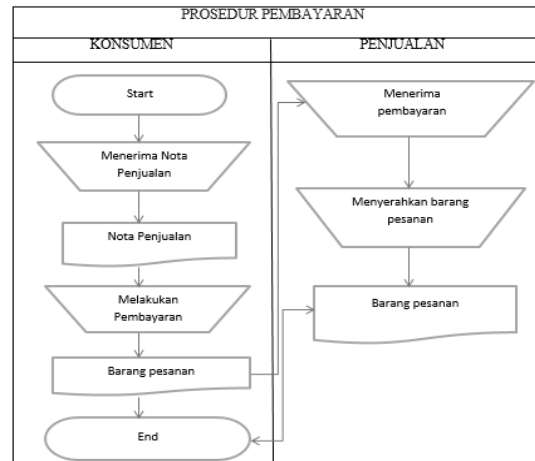 PROSEDUR PEMBAYARAN
KONSUMEN
PENJUALAN
Start
Menerima Nota
Penjualan
Nota Penjualan
Melakukan
Pembayaran
Barang pesanan
End
Menerima
pembayaran
Menyerahkan barang
pesanan
Barang pesanan